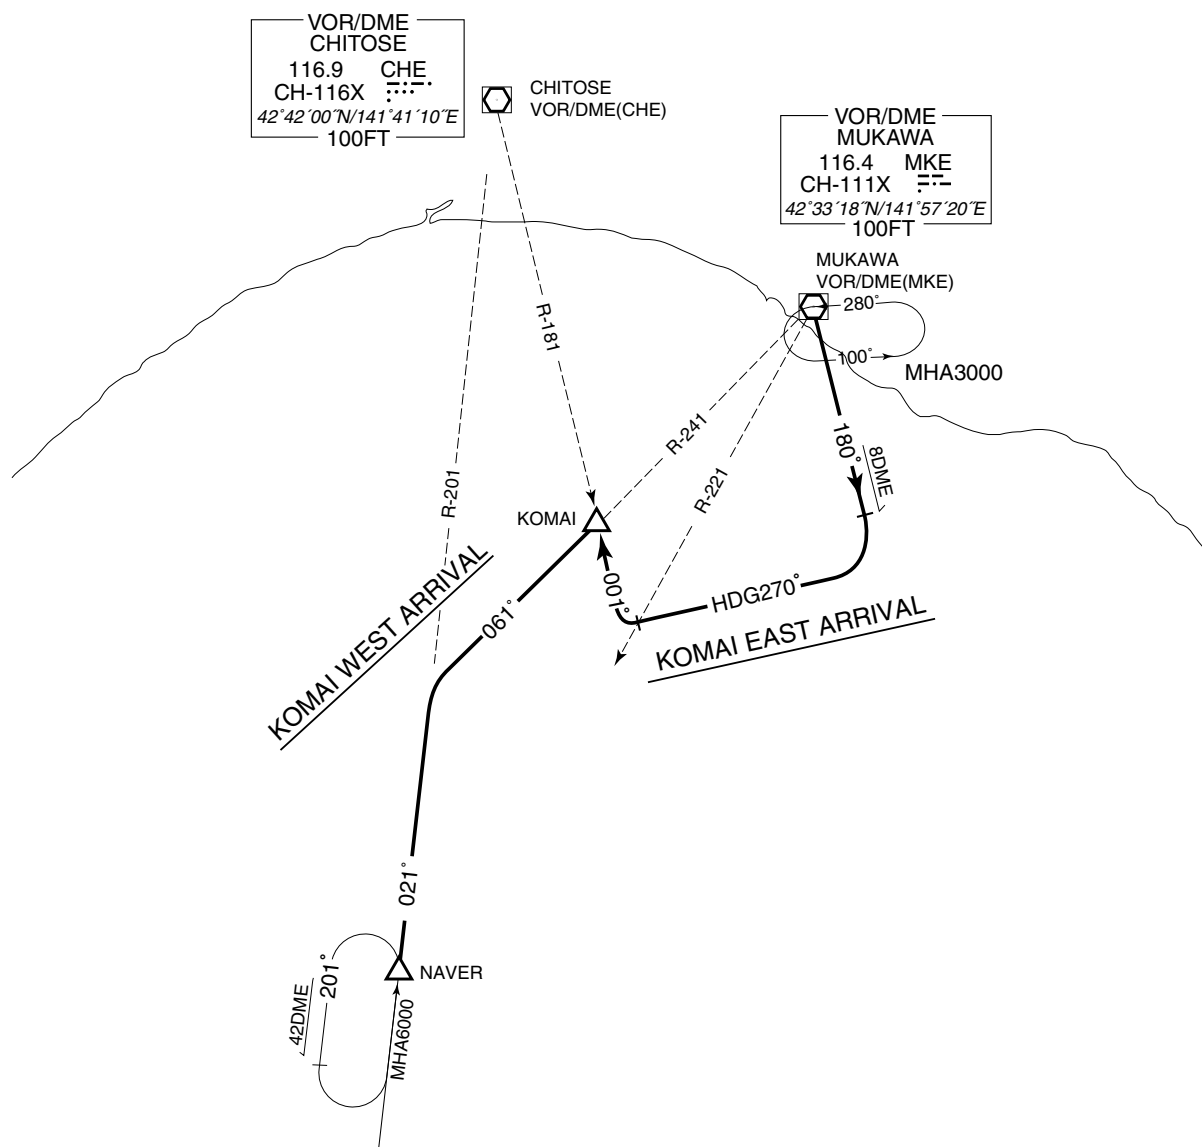 VOR/DME
CHITOSE
116.9 CHE
CH-116X
42°42´00˝N/141°41´10˝E
100FT
CHITOSE
VOR/DME(CHE)
VOR/DME
MUKAWA
116.4 MKE
CH-111X
42°33´18˝N/141°57´20˝E
100FT
MUKAWA
VOR/DME(MKE)
280°
100°
MHA3000
R-181
R-241
R-221
R-201
180°
8DME
KOMAI
001°
HDG270°
KOMAI EAST ARRIVAL
KOMAI WEST ARRIVAL
061°
021°
NAVER
201°
42DME
MHA6000